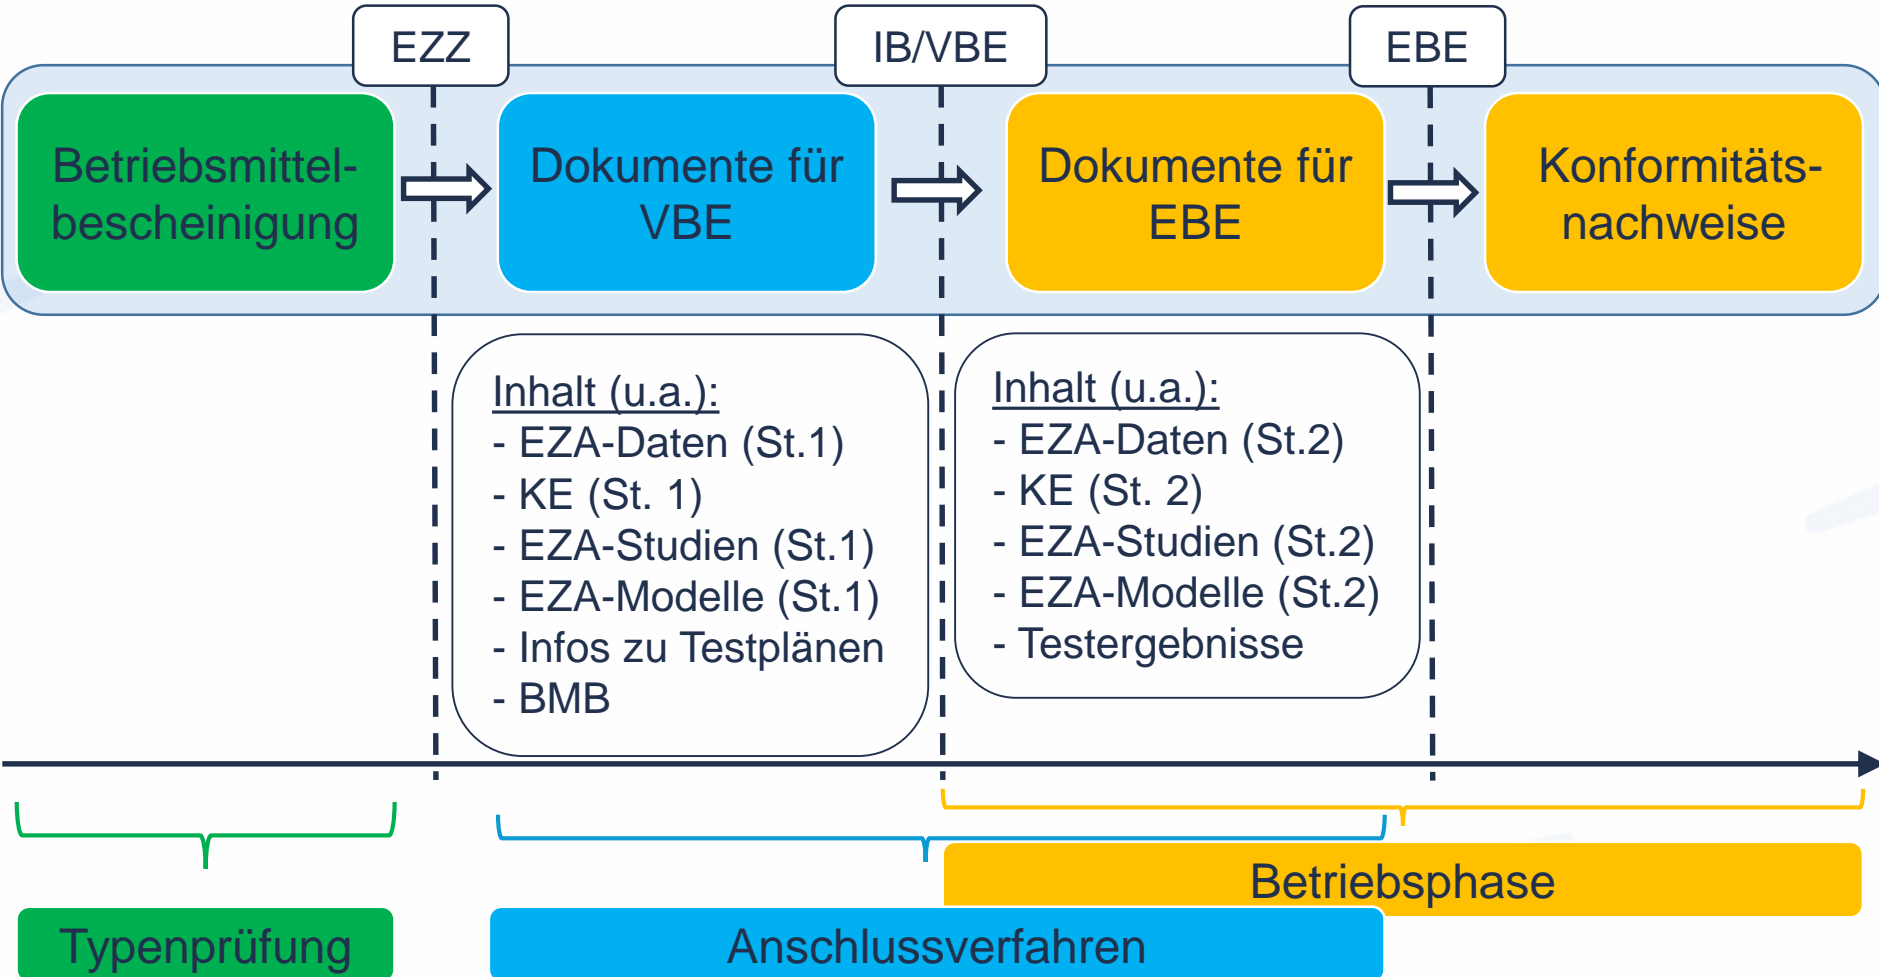 EZZ
IB/VBE
EBE
Betriebsmittel-
bescheinigung
Dokumente für
VBE
Dokumente für
EBE
Konformitäts-
nachweise
Inhalt (u.a.):
- EZA-Daten (St.1)
- KE (St. 1)
- EZA-Studien (St.1)
- EZA-Modelle (St.1)
- Infos zu Testplänen
- BMB
Inhalt (u.a.):
- EZA-Daten (St.2)
- KE (St. 2)
- EZA-Studien (St.2)
- EZA-Modelle (St.2)
- Testergebnisse
Betriebsphase
Typenprüfung
Anschlussverfahren